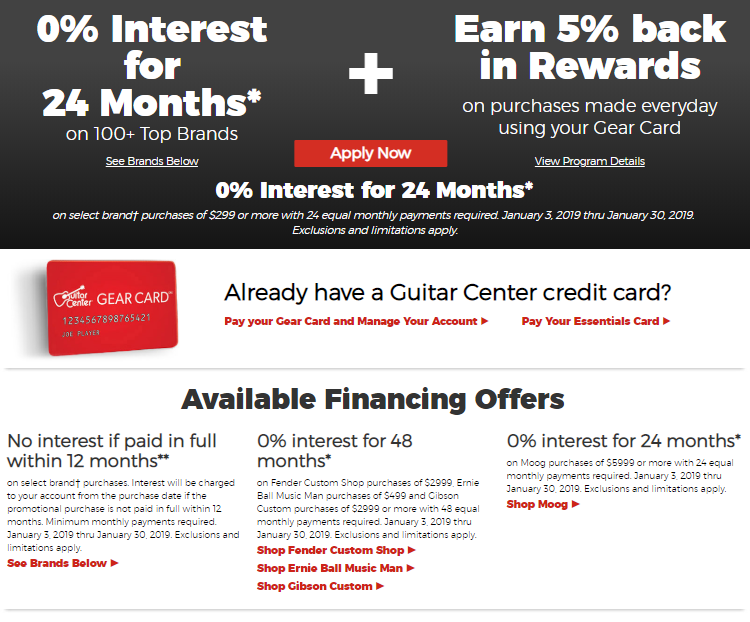 0% Interest
for
24 Months*
on 100+ Top Brands
See Brands Below
+
Apply Now
Earn 5% back
in Rewards
on purchases made everyday
using your Gear Card
View Program Details
0% Interest for 24 Months*
on select brand† purchases of $299 or more with 24 equal monthly payments required. January 3, 2019 thru January 30, 2019.
Exclusions and limitations apply.
Guitar
Center GEAR CARD™
1234567898765421
JOE PLAYER
Already have a Guitar Center credit card?
Pay your Gear Card and Manage Your Account ▶
Pay Your Essentials Card ▶
Available Financing Offers
No interest if paid in full
within 12 months**
on select brand† purchases. Interest will be charged
to your account from the purchase date if the
promotional purchase is not paid in full within 12
months. Minimum monthly payments required.
January 3, 2019 thru January 30, 2019. Exclusions and
limitations apply.
See Brands Below ▶
0% interest for 48
months*
on Fender Custom Shop purchases of $2999, Ernie
Ball Music Man purchases of $499 and Gibson
Custom purchases of $2999 or more with 48 equal
monthly payments required. January 3, 2019 thru
January 30, 2019. Exclusions and limitations apply.
Shop Fender Custom Shop ▶
Shop Ernie Ball Music Man ▶
Shop Gibson Custom ▶
0% interest for 24 months*
on Moog purchases of $5999 or more with 24 equal
monthly payments required. January 3, 2019 thru
January 30, 2019. Exclusions and limitations apply.
Shop Moog ▶